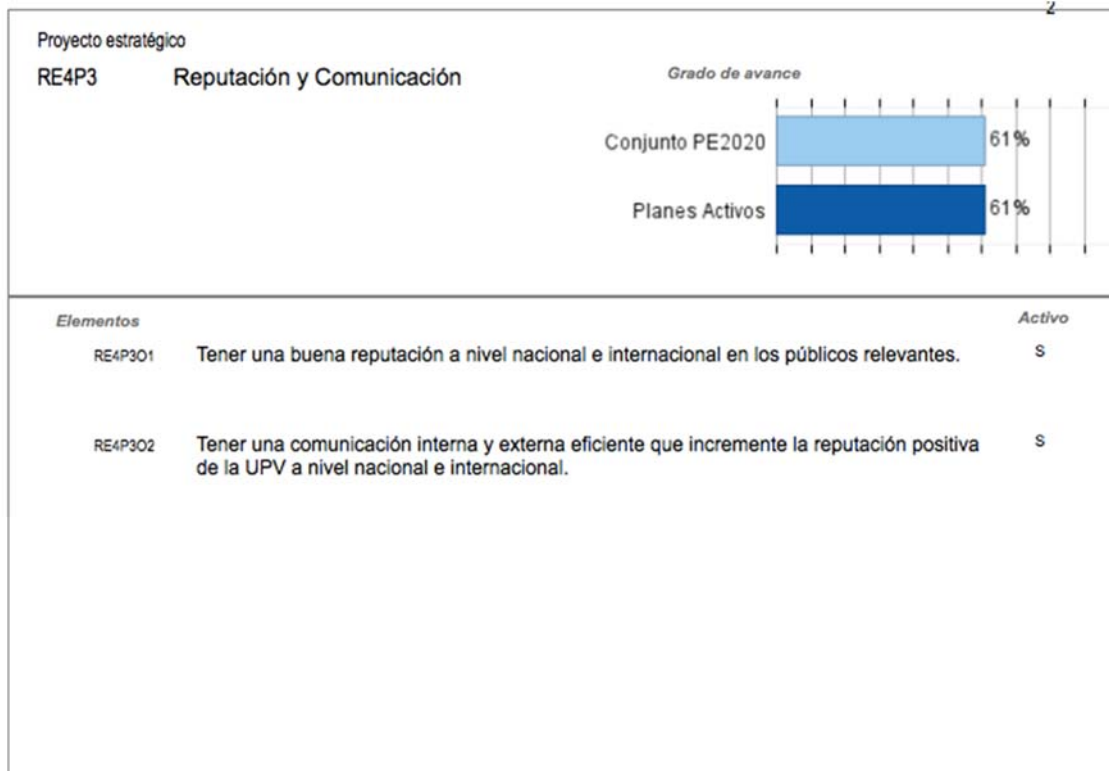 2
Proyecto estratégico
RE4P3 Reputación y Comunicación
Grado de avance
Conjunto PE2020 61%
Planes Activos 61%
Elementos Activo
RE4P3O1 Tener una buena reputación a nivel nacional e internacional en los públicos relevantes. S
RE4P3O2 Tener una comunicación interna y externa eficiente que incremente la reputación positiva S
de la UPV a nivel nacional e internacional.